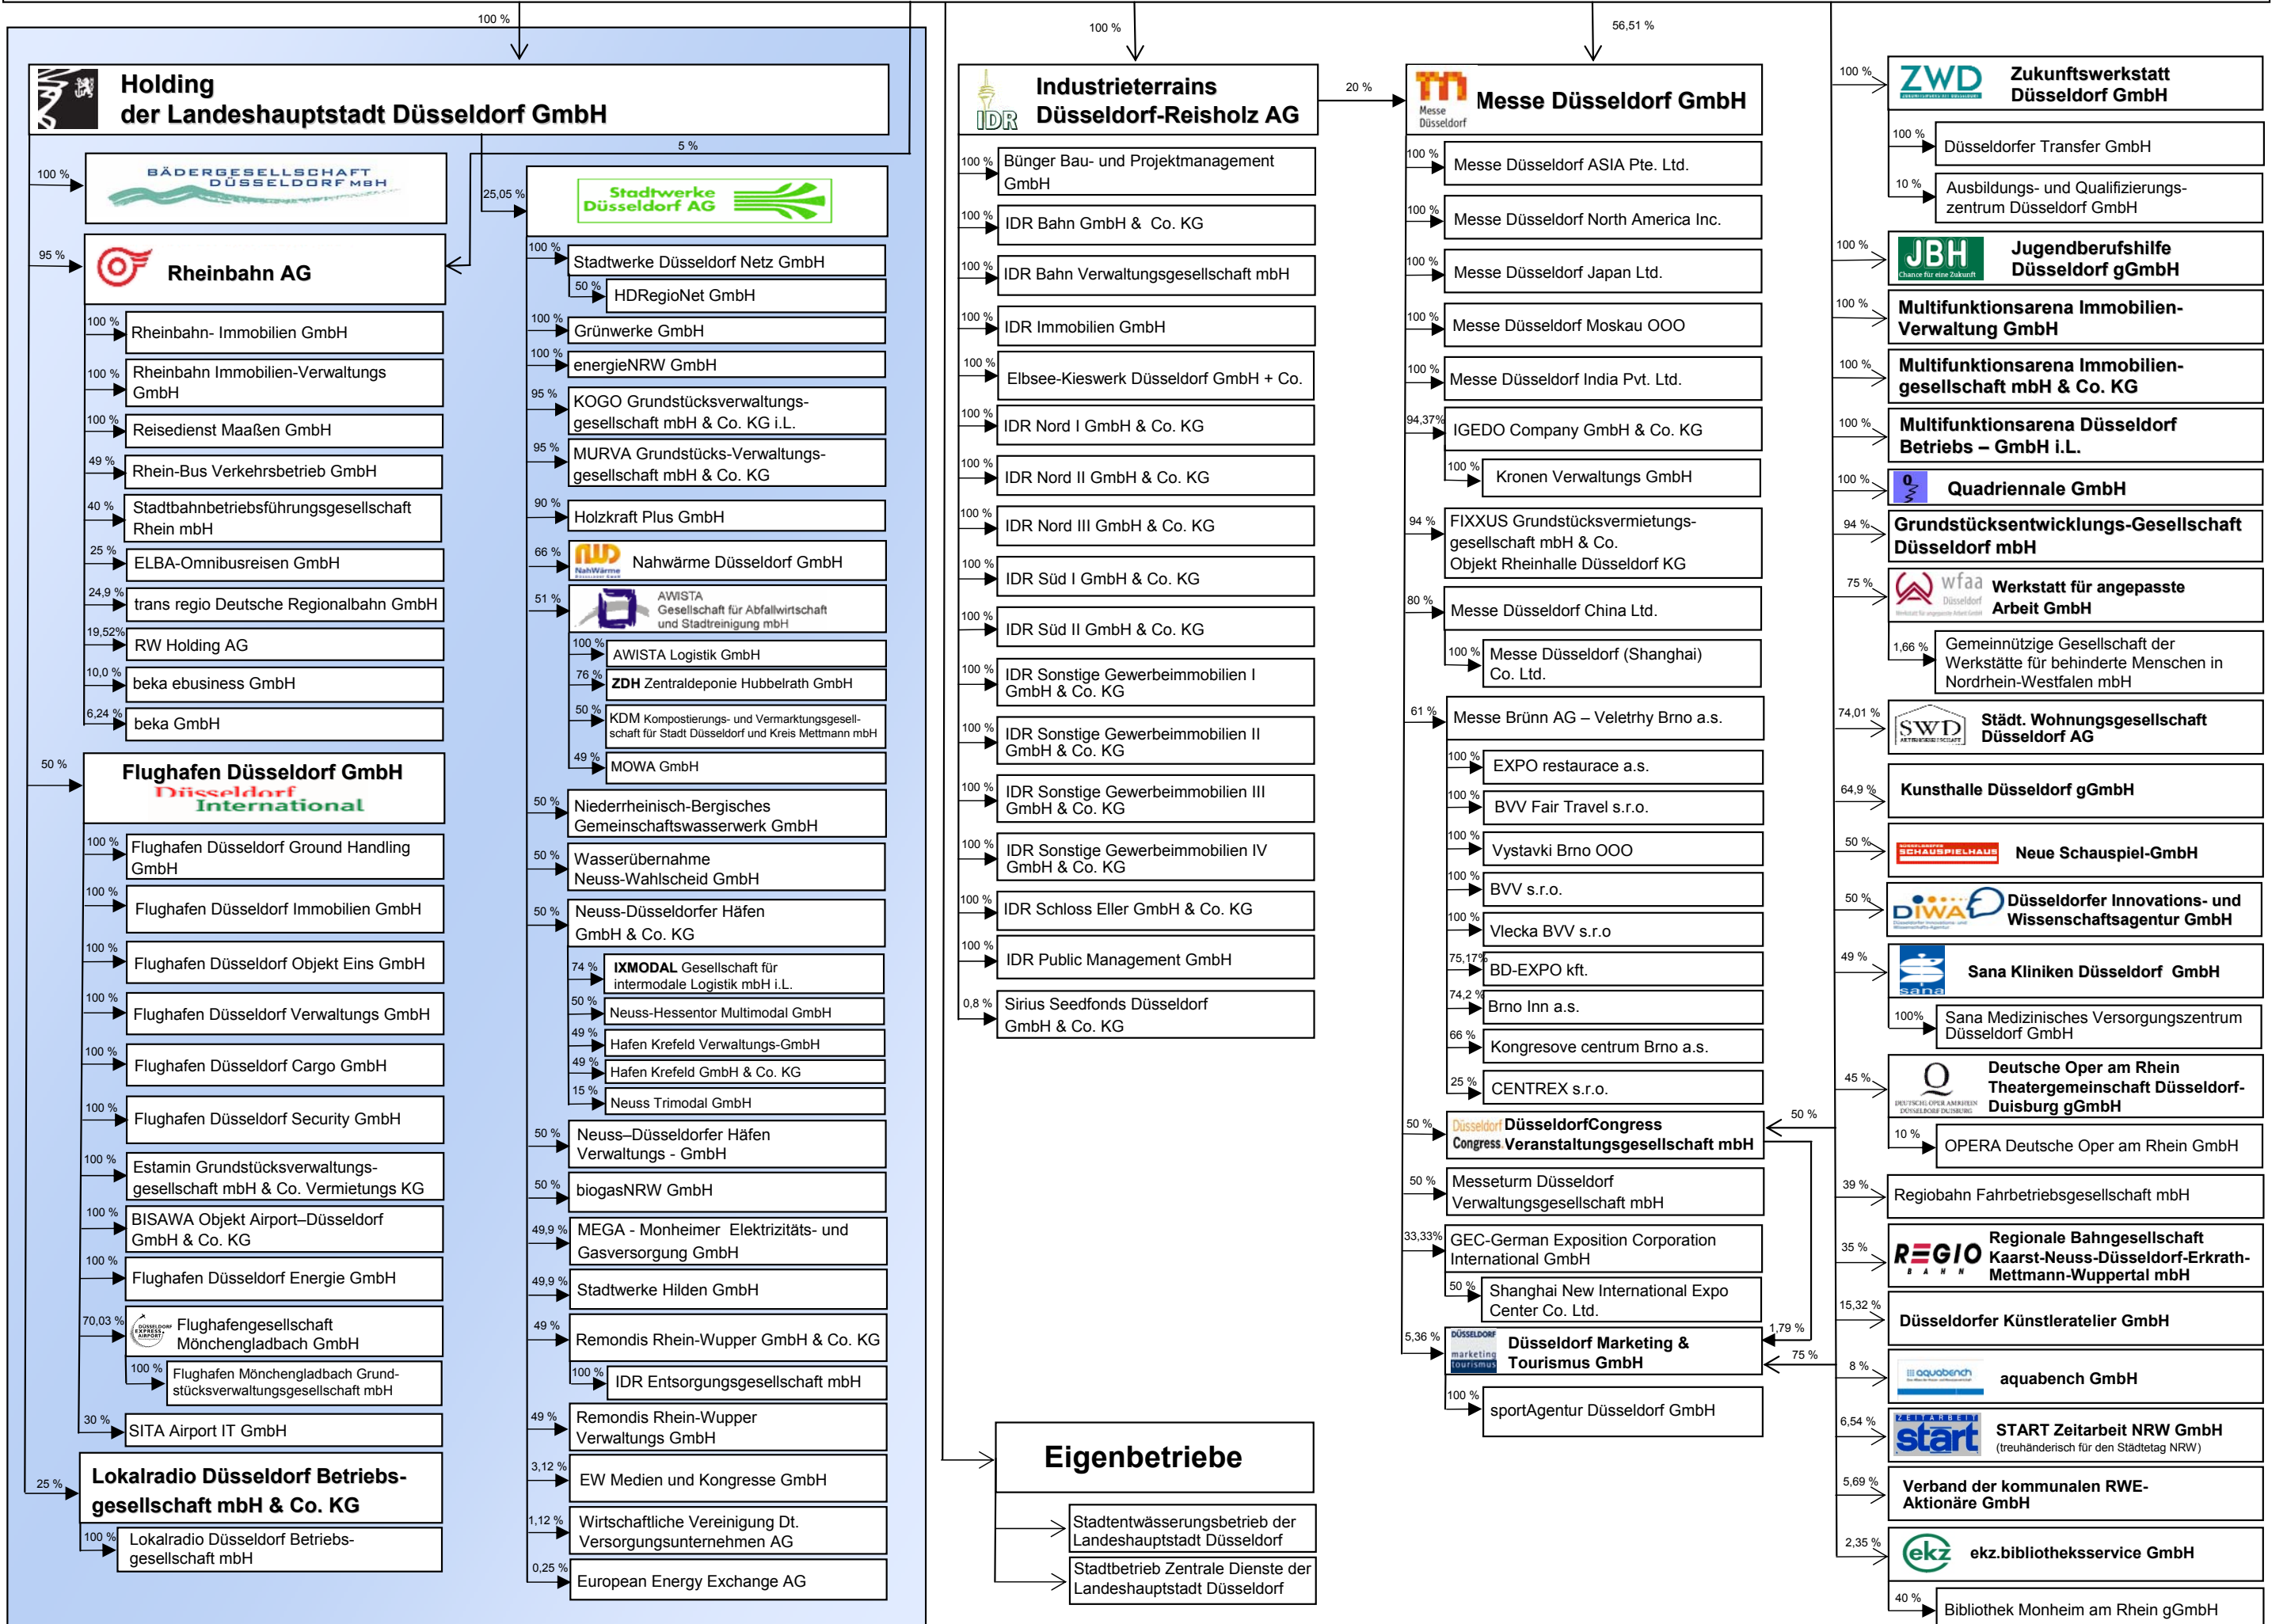 100 %
100 %
56,51 %
Holding
der Landeshauptstadt Düsseldorf GmbH
5 %
100 %
BÄDERGESELLSCHAFT
DÜSSELDORF MBH
95 %
Rheinbahn AG
100 %
Rheinbahn- Immobilien GmbH
100 %
Rheinbahn Immobilien-Verwaltungs
GmbH
100 %
Reisedienst Maaßen GmbH
49 %
Rhein-Bus Verkehrsbetrieb GmbH
40 %
Stadtbahnbetriebsführungsgesellschaft
Rhein mbH
25 %
ELBA-Omnibusreisen GmbH
24,9 %
trans regio Deutsche Regionalbahn GmbH
19,52%
RW Holding AG
10,0 %
beka ebusiness GmbH
6,24 %
beka GmbH
50 %
Flughafen Düsseldorf GmbH
Düsseldorf
International
100 %
Flughafen Düsseldorf Ground Handling
GmbH
100 %
Flughafen Düsseldorf Immobilien GmbH
100 %
Flughafen Düsseldorf Objekt Eins GmbH
100 %
Flughafen Düsseldorf Verwaltungs GmbH
100 %
Flughafen Düsseldorf Cargo GmbH
100 %
Flughafen Düsseldorf Security GmbH
100 %
Estamin Grundstücksverwaltungs-
gesellschaft mbH & Co. Vermietungs KG
100 %
BISAWA Objekt Airport–Düsseldorf
GmbH & Co. KG
100 %
Flughafen Düsseldorf Energie GmbH
70,03 %
DÜSSELDORF
EXPRESS
AIRPORT
Flughafengesellschaft
Mönchengladbach GmbH
100 %
Flughafen Mönchengladbach Grund-
stücksverwaltungsgesellschaft mbH
30 %
SITA Airport IT GmbH
25 %
Lokalradio Düsseldorf Betriebs-
gesellschaft mbH & Co. KG
100 %
Lokalradio Düsseldorf Betriebs-
gesellschaft mbH
25,05 %
Stadtwerke
Düsseldorf AG
100 %
Stadtwerke Düsseldorf Netz GmbH
50 %
HDRegioNet GmbH
100 %
Grünwerke GmbH
100 %
energieNRW GmbH
95 %
KOGO Grundstücksverwaltungs-
gesellschaft mbH & Co. KG i.L.
95 %
MURVA Grundstücks-Verwaltungs-
gesellschaft mbH & Co. KG
90 %
Holzkraft Plus GmbH
66 %
NahWärme
Nahwärme Düsseldorf GmbH
51 %
AWISTA
Gesellschaft für Abfallwirtschaft
und Stadtreinigung mbH
100 %
AWISTA Logistik GmbH
76 %
ZDH Zentraldeponie Hubbelrath GmbH
50 %
KDM Kompostierungs- und Vermarktungsgesell-
schaft für Stadt Düsseldorf und Kreis Mettmann mbH
49 %
MOWA GmbH
50 %
Niederrheinisch-Bergisches
Gemeinschaftswasserwerk GmbH
50 %
Wasserübernahme
Neuss-Wahlscheid GmbH
50 %
Neuss-Düsseldorfer Häfen
GmbH & Co. KG
74 %
IXMODAL Gesellschaft für
intermodale Logistik mbH i.L.
50 %
Neuss-Hessentor Multimodal GmbH
49 %
Hafen Krefeld Verwaltungs-GmbH
49 %
Hafen Krefeld GmbH & Co. KG
15 %
Neuss Trimodal GmbH
50 %
Neuss–Düsseldorfer Häfen
Verwaltungs - GmbH
50 %
biogasNRW GmbH
49,9 %
MEGA - Monheimer Elektrizitäts- und
Gasversorgung GmbH
49,9 %
Stadtwerke Hilden GmbH
49 %
Remondis Rhein-Wupper GmbH & Co. KG
100 %
IDR Entsorgungsgesellschaft mbH
49 %
Remondis Rhein-Wupper
Verwaltungs GmbH
3,12 %
EW Medien und Kongresse GmbH
1,12 %
Wirtschaftliche Vereinigung Dt.
Versorgungsunternehmen AG
0,25 %
European Energy Exchange AG
IDR
Industrieterrains
Düsseldorf-Reisholz AG
20 %
100 %
Bünger Bau- und Projektmanagement
GmbH
100 %
IDR Bahn GmbH & Co. KG
100 %
IDR Bahn Verwaltungsgesellschaft mbH
100 %
IDR Immobilien GmbH
100 %
Elbsee-Kieswerk Düsseldorf GmbH + Co.
100 %
IDR Nord I GmbH & Co. KG
100 %
IDR Nord II GmbH & Co. KG
100 %
IDR Nord III GmbH & Co. KG
100 %
IDR Süd I GmbH & Co. KG
100 %
IDR Süd II GmbH & Co. KG
100 %
IDR Sonstige Gewerbeimmobilien I
GmbH & Co. KG
100 %
IDR Sonstige Gewerbeimmobilien II
GmbH & Co. KG
100 %
IDR Sonstige Gewerbeimmobilien III
GmbH & Co. KG
100 %
IDR Sonstige Gewerbeimmobilien IV
GmbH & Co. KG
100 %
IDR Schloss Eller GmbH & Co. KG
100 %
IDR Public Management GmbH
0,8 %
Sirius Seedfonds Düsseldorf
GmbH & Co. KG
Eigenbetriebe
Stadtentwässerungsbetrieb der
Landeshauptstadt Düsseldorf
Stadtbetrieb Zentrale Dienste der
Landeshauptstadt Düsseldorf
Messe
Düsseldorf
Messe Düsseldorf GmbH
100 %
Messe Düsseldorf ASIA Pte. Ltd.
100 %
Messe Düsseldorf North America Inc.
100 %
Messe Düsseldorf Japan Ltd.
100 %
Messe Düsseldorf Moskau OOO
100 %
Messe Düsseldorf India Pvt. Ltd.
94,37%
IGEDO Company GmbH & Co. KG
100 %
Kronen Verwaltungs GmbH
94 %
FIXXUS Grundstücksvermietungs-
gesellschaft mbH & Co.
Objekt Rheinhalle Düsseldorf KG
80 %
Messe Düsseldorf China Ltd.
100 %
Messe Düsseldorf (Shanghai)
Co. Ltd.
61 %
Messe Brünn AG – Veletrhy Brno a.s.
100 %
EXPO restaurace a.s.
100 %
BVV Fair Travel s.r.o.
100 %
Vystavki Brno OOO
100 %
BVV s.r.o.
100 %
Vlecka BVV s.r.o
75,17%
BD-EXPO kft.
74,2 %
Brno Inn a.s.
66 %
Kongresove centrum Brno a.s.
25 %
CENTREX s.r.o.
50 %
Düsseldorf
Congress.
DüsseldorfCongress
Veranstaltungsgesellschaft mbH
50 %
50 %
Messeturm Düsseldorf
Verwaltungsgesellschaft mbH
33,33%
GEC-German Exposition Corporation
International GmbH
50 %
Shanghai New International Expo
Center Co. Ltd.
5,36 %
DÜSSELDORF
marketing
tourismus
Düsseldorf Marketing &
Tourismus GmbH
1,79 %
75 %
100 %
sportAgentur Düsseldorf GmbH
100 %
ZWD
Zukunftswerkstatt
Düsseldorf GmbH
100 %
Düsseldorfer Transfer GmbH
10 %
Ausbildungs- und Qualifizierungs-
zentrum Düsseldorf GmbH
100 %
JBH
Chance für eine Zukunft
Jugendberufshilfe
Düsseldorf gGmbH
100 %
Multifunktionsarena Immobilien-
Verwaltung GmbH
100 %
Multifunktionsarena Immobilien-
gesellschaft mbH & Co. KG
100 %
Multifunktionsarena Düsseldorf
Betriebs – GmbH i.L.
100 %
Quadriennale GmbH
94 %
Grundstücksentwicklungs-Gesellschaft
Düsseldorf mbH
75 %
wfaa
Düsseldorf
Werkstatt für angepasste
Arbeit GmbH
1,66 %
Gemeinnützige Gesellschaft der
Werkstätte für behinderte Menschen in
Nordrhein-Westfalen mbH
74,01 %
SWD
Städt. Wohnungsgesellschaft
Düsseldorf AG
64,9 %
Kunsthalle Düsseldorf gGmbH
50 %
SCHAUSPIELHAUS
Neue Schauspiel-GmbH
50 %
DIWA
Düsseldorfer Innovations- und
Wissenschaftsagentur GmbH
49 %
sana
Sana Kliniken Düsseldorf GmbH
100%
Sana Medizinisches Versorgungszentrum
Düsseldorf GmbH
45 %
DEUTSCHE OPER AM RHEIN
DÜSSELDORF DUISBURG
Deutsche Oper am Rhein
Theatergemeinschaft Düsseldorf-
Duisburg gGmbH
10 %
OPERA Deutsche Oper am Rhein GmbH
39 %
Regiobahn Fahrbetriebsgesellschaft mbH
35 %
REGIO
BAHN
Regionale Bahngesellschaft
Kaarst-Neuss-Düsseldorf-Erkrath-
Mettmann-Wuppertal mbH
15,32 %
Düsseldorfer Künstleratelier GmbH
8 %
aquabench
aquabench GmbH
6,54 %
ZEITARBEIT
start
START Zeitarbeit NRW GmbH
(treuhänderisch für den Städtetag NRW)
5,69 %
Verband der kommunalen RWE-
Aktionäre GmbH
2,35 %
ekz
ekz.bibliotheksservice GmbH
40 %
Bibliothek Monheim am Rhein gGmbH